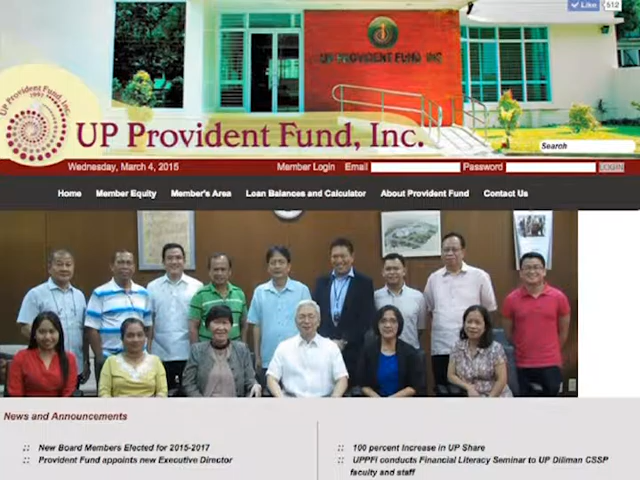 Like 512
UP PROVIDENT FUND INC
UP Provident Fund, Inc.
1993
UP Provident Fund, Inc.
Search
Wednesday, March 4, 2015
Member Login Email Password LOGIN
Home Member Equity Member's Area Loan Balances and Calculator About Provident Fund Contact Us
News and Announcements
:: New Board Members Elected for 2015-2017
:: Provident Fund appoints new Executive Director
:: 100 percent Increase in UP Share
:: UPPFI conducts Financial Literacy Seminar to UP Diliman CSSP
faculty and staff